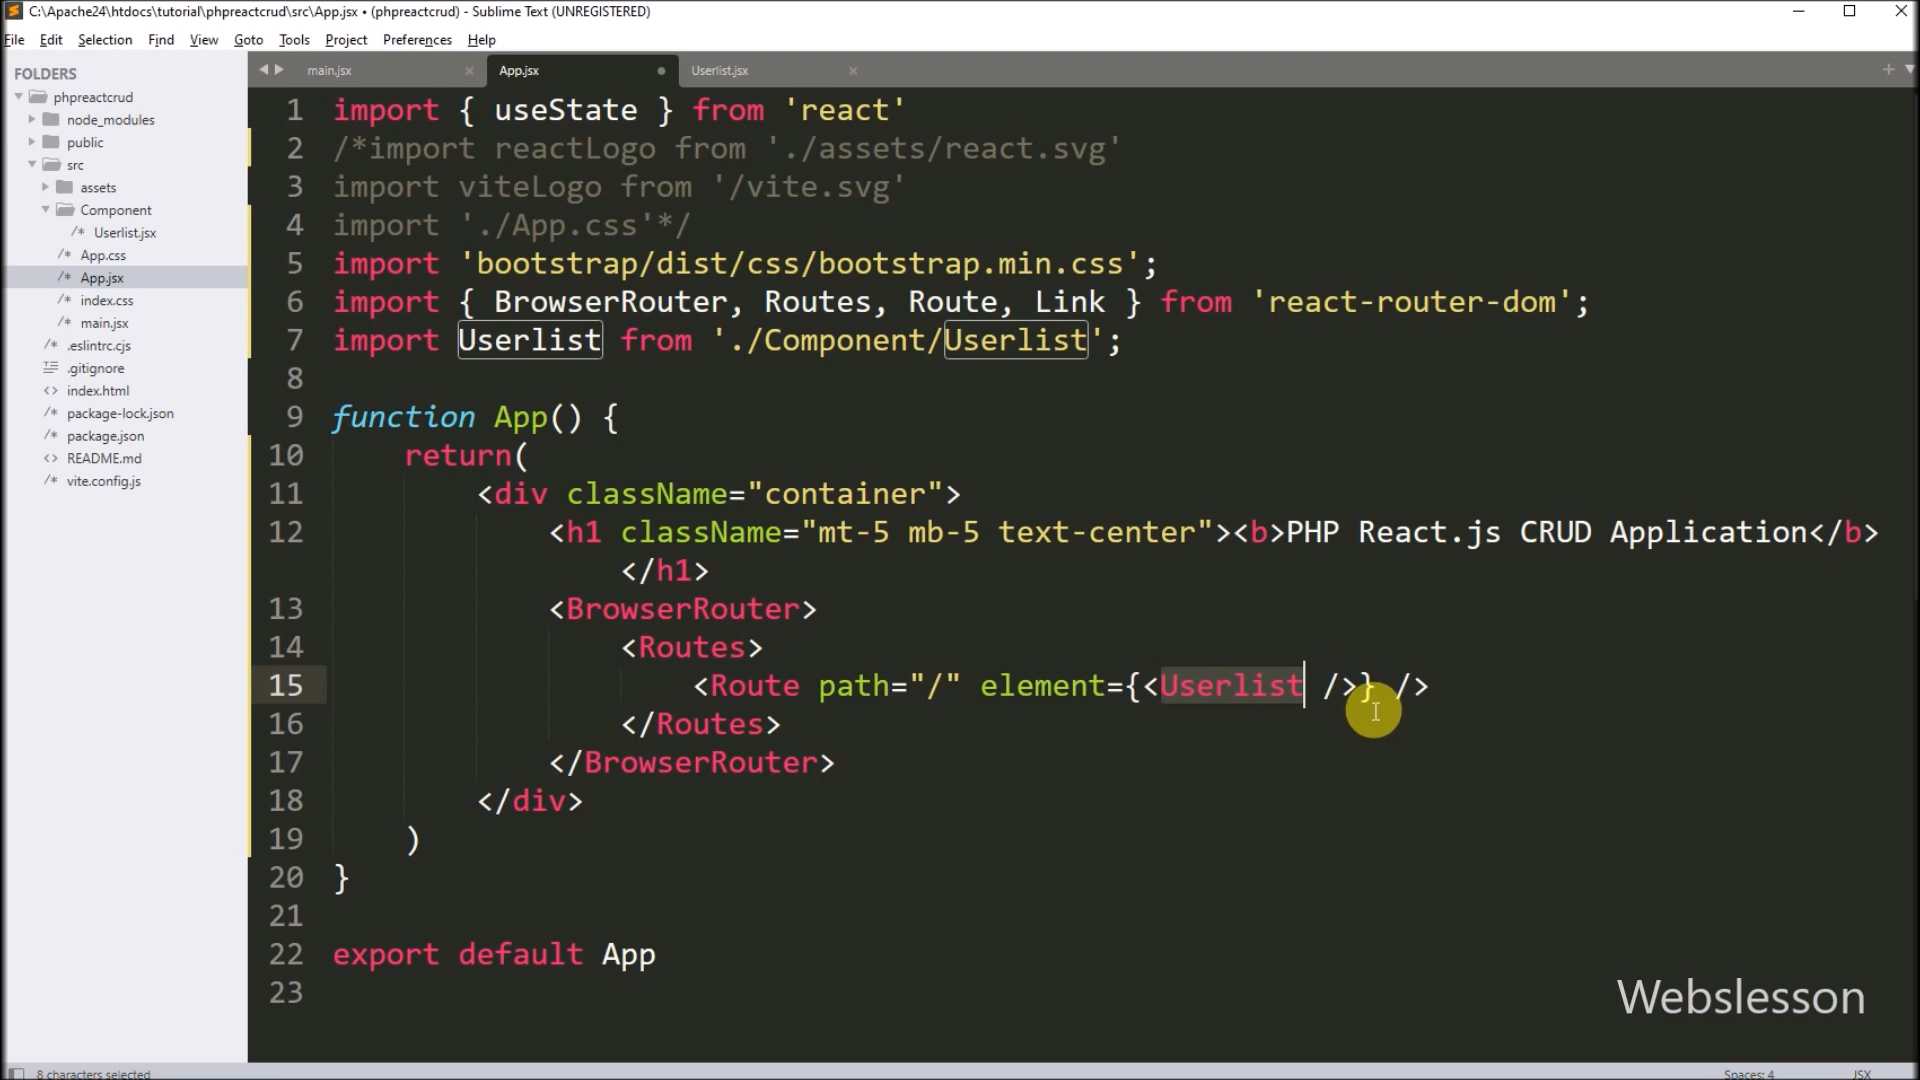 C:\Apache24\htdocs\tutorial\phpreactcrud\src\App.jsx • (phpreactcrud) - Sublime Text (UNREGISTERED)
File Edit Selection Find View Goto Tools Project Preferences Help
FOLDERS
phpreactcrud
node_modules
public
src
assets
Component
/* Userlist.jsx
/* App.css
/* App.jsx
/* index.css
/* main.jsx
/* .eslintrc.cjs
.gitignore
<> index.html
/* package-lock.json
/* package.json
<> README.md
/* vite.config.js
main.jsx App.jsx Userlist.jsx
1 import { useState } from 'react'
2 /*import reactLogo from './assets/react.svg'
3 import viteLogo from '/vite.svg'
4 import './App.css'*/
5 import 'bootstrap/dist/css/bootstrap.min.css';
6 import { BrowserRouter, Routes, Route, Link } from 'react-router-dom';
7 import Userlist from './Component/Userlist';
8
9 function App() {
10 return(
11 <div className="container">
12 <h1 className="mt-5 mb-5 text-center"><b>PHP React.js CRUD Application</b>
</h1>
13 <BrowserRouter>
14 <Routes>
15 <Route path="/" element={<Userlist />} />
16 </Routes>
17 </BrowserRouter>
18 </div>
19 )
20 }
21
22 export default App
23
Webslesson
8 characters selected Spaces: 4 JSX